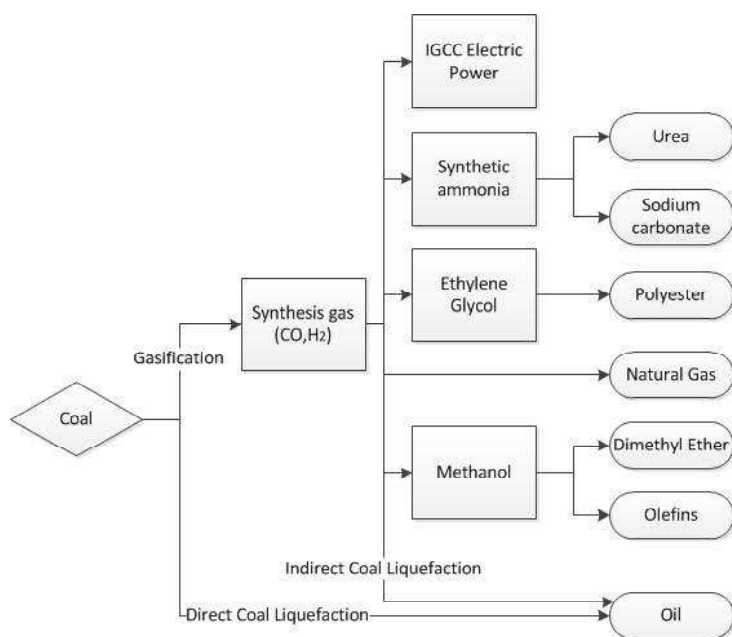 IGCC Electric
Power
Urea
Synthetic
ammonia
Sodium
carbonate
Ethylene
Glycol
Polyester
Synthesis gas
(CO,H2)
Gasification
Natural Gas
Coal
Dimethyl Ether
Methanol
Olefins
Indirect Coal Liquefaction
Direct Coal Liquefaction
Oil